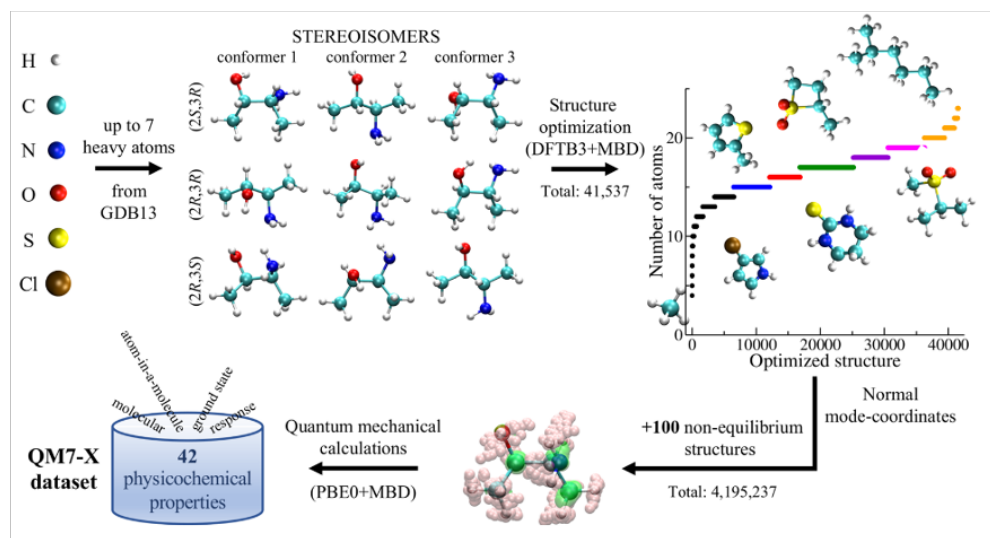 H
C
N
O
S
Cl
up to 7
heavy atoms
from
GDB13
STEREOISOMERS
conformer 1
conformer 2
conformer 3
(2S,3R)
(2R,3R)
(2R,3S)
Structure
optimization
(DFTB3+MBD)
Total: 41,537
Number of atoms
20
10
0
0
10000
20000
30000
40000
Optimized structure
Normal
mode-coordinates
+100 non-equilibrium
structures
Total: 4,195,237
Quantum mechanical
calculations
(PBE0+MBD)
molecular
atom-in-a-molecule
ground state
response
QM7-X
dataset
42
physicochemical
properties